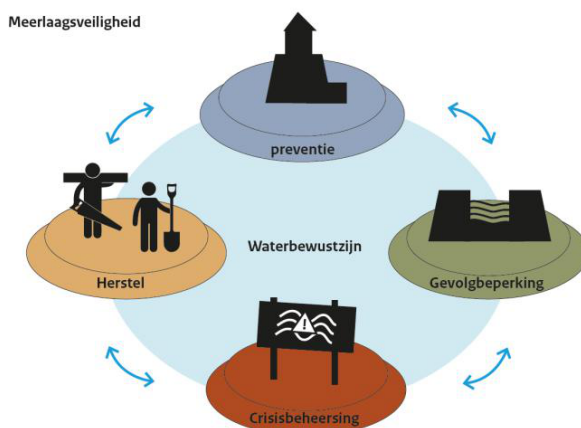 Meerlaagsveiligheid
preventie
Herstel
Waterbewustzijn
Gevolgbeperking
Crisisbeheersing